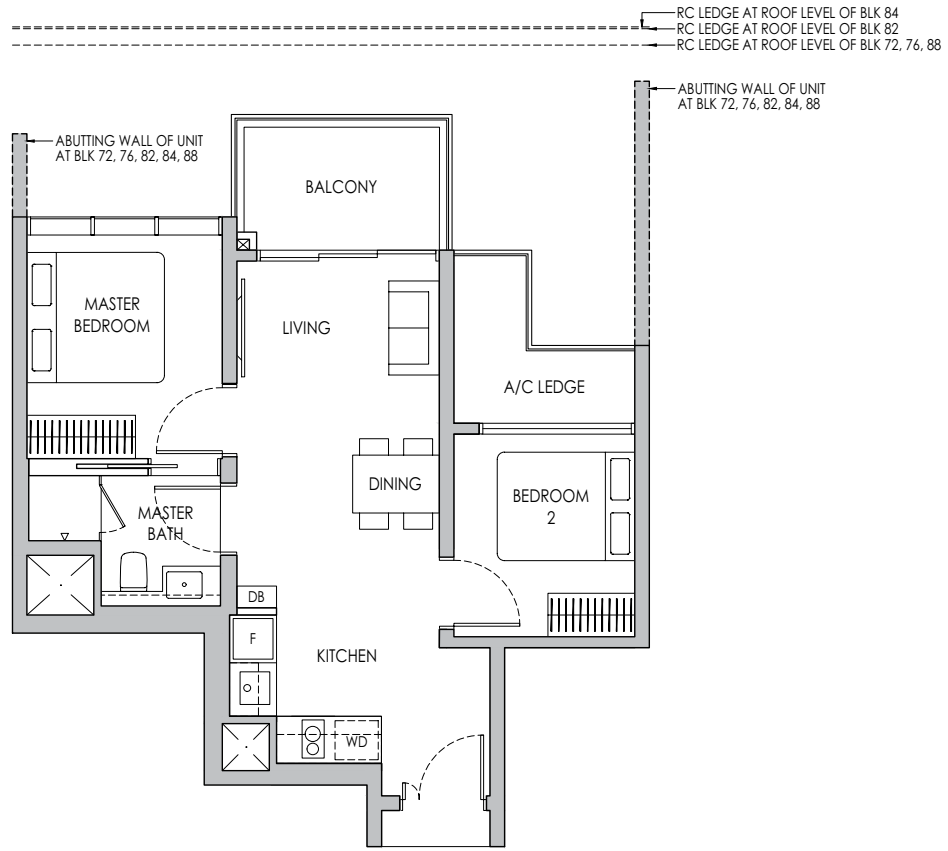 RC LEDGE AT ROOF LEVEL OF BLK 84
RC LEDGE AT ROOF LEVEL OF BLK 82
RC LEDGE AT ROOF LEVEL OF BLK 72, 76, 88
ABUTTING WALL OF UNIT
AT BLK 72, 76, 82, 84, 88
ABUTTING WALL OF UNIT
AT BLK 72, 76, 82, 84, 88
BALCONY
MASTER
BEDROOM
LIVING
A/C LEDGE
DINING
BEDROOM
2
MASTER
BATH
DB
F
KITCHEN
WD